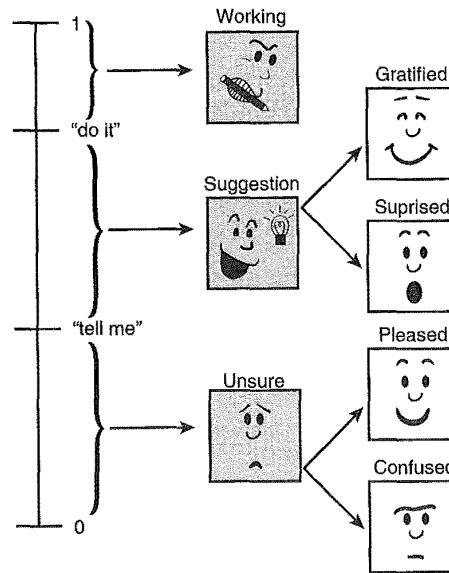 1
Working
Gratified
"do it"
Suggestion
Suprised
"tell me"
Pleased
Unsure
Confused
0